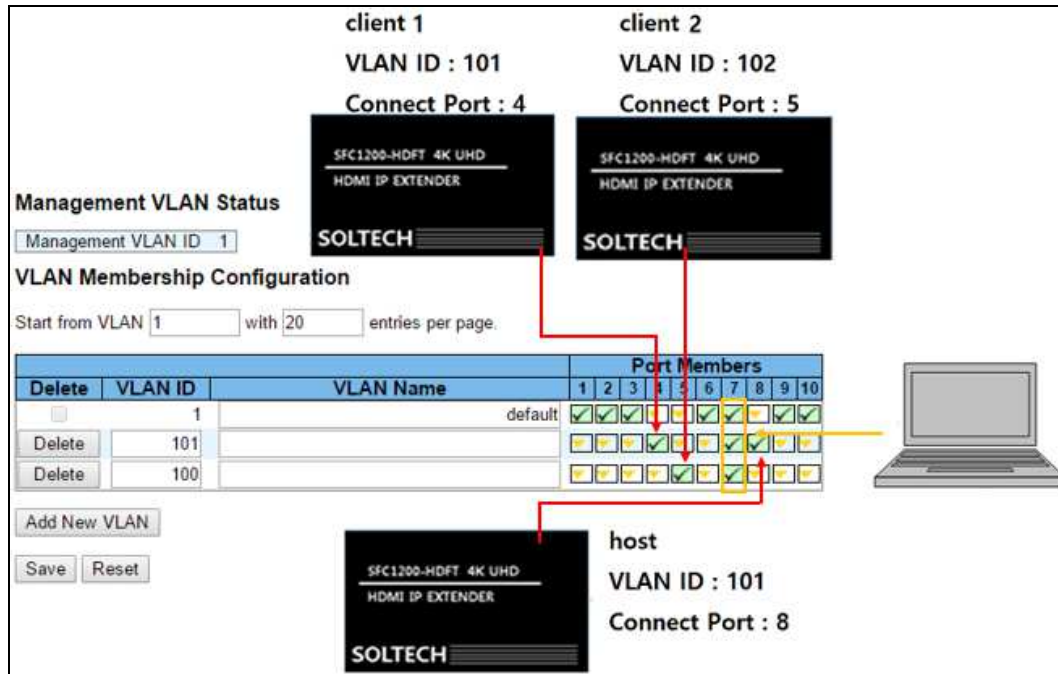 client 1
VLAN ID : 101
Connect Port : 4
client 2
VLAN ID : 102
Connect Port : 5
SFC1200-HDFT 4K UHD
HDMI IP EXTENDER
SOLTECH
SFC1200-HDFT 4K UHD
HDMI IP EXTENDER
SOLTECH
Management VLAN Status
Management VLAN ID 1
VLAN Membership Configuration
Start from VLAN 1 with 20 entries per page.
Port Members
Delete VLAN ID VLAN Name 1 2 3 4 5 6 7 8 9 10
1 default
Delete 101
Delete 100
Add New VLAN
Save Reset
SFC1200-HDFT 4K UHD
HDMI IP EXTENDER
SOLTECH
host
VLAN ID : 101
Connect Port : 8